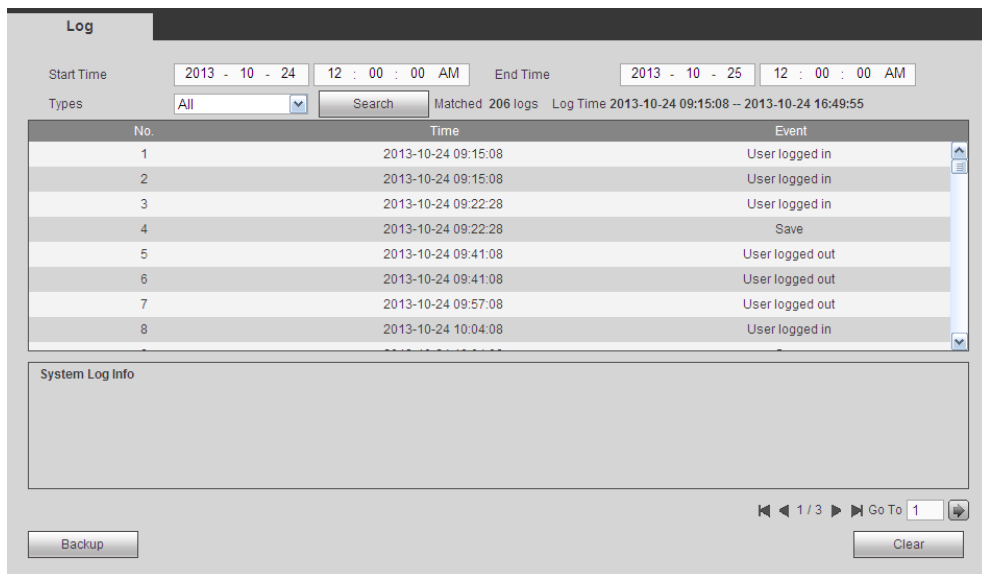 Log
Start Time 2013 - 10 - 24 12 : 00 : 00 AM End Time 2013 - 10 - 25 12 : 00 : 00 AM
Types All Search Matched 206 logs Log Time 2013-10-24 09:15:08 -- 2013-10-24 16:49:55
No. Time Event
1 2013-10-24 09:15:08 User logged in
2 2013-10-24 09:15:08 User logged in
3 2013-10-24 09:22:28 User logged in
4 2013-10-24 09:22:28 Save
5 2013-10-24 09:41:08 User logged out
6 2013-10-24 09:41:08 User logged out
7 2013-10-24 09:57:08 User logged out
8 2013-10-24 10:04:08 User logged in
System Log Info
1 / 3 Go To 1
Backup Clear